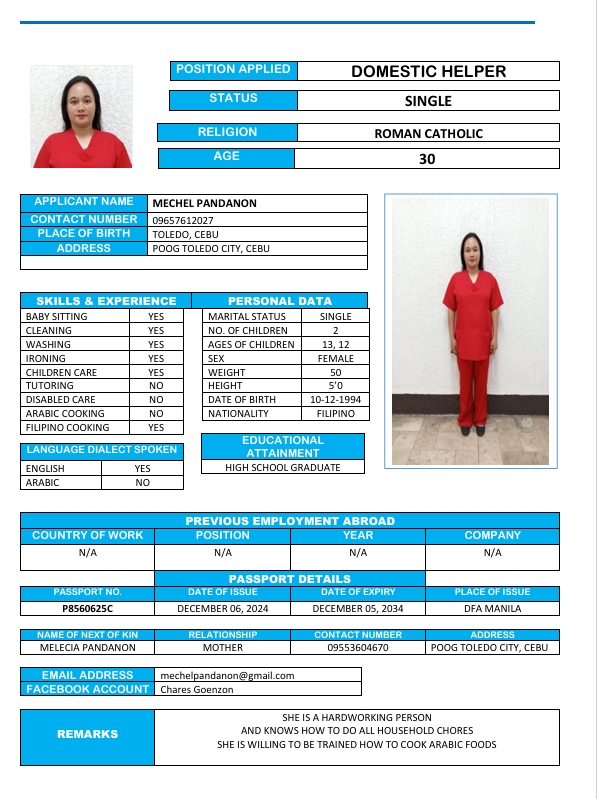 POSITION APPLIED DOMESTIC HELPER
STATUS SINGLE
RELIGION ROMAN CATHOLIC
AGE 30
APPLICANT NAME MECHEL PANDANON
CONTACT NUMBER 09657612027
PLACE OF BIRTH TOLEDO, CEBU
ADDRESS POOG TOLEDO CITY, CEBU
SKILLS & EXPERIENCE PERSONAL DATA
BABY SITTING YES MARITAL STATUS SINGLE
CLEANING YES NO. OF CHILDREN 2
WASHING YES AGES OF CHILDREN 13, 12
IRONING YES SEX FEMALE
CHILDREN CARE YES WEIGHT 50
TUTORING NO HEIGHT 5'0
DISABLED CARE NO DATE OF BIRTH 10-12-1994
ARABIC COOKING NO NATIONALITY FILIPINO
FILIPINO COOKING YES
LANGUAGE DIALECT SPOKEN EDUCATIONAL ATTAINMENT
ENGLISH YES HIGH SCHOOL GRADUATE
ARABIC NO
PREVIOUS EMPLOYMENT ABROAD
COUNTRY OF WORK POSITION YEAR COMPANY
N/A N/A N/A N/A
PASSPORT DETAILS
PASSPORT NO. DATE OF ISSUE DATE OF EXPIRY PLACE OF ISSUE
P8560625C DECEMBER 06, 2024 DECEMBER 05, 2034 DFA MANILA
NAME OF NEXT OF KIN RELATIONSHIP CONTACT NUMBER ADDRESS
MELECIA PANDANON MOTHER 09553604670 POOG TOLEDO CITY, CEBU
EMAIL ADDRESS mechelpandanon@gmail.com
FACEBOOK ACCOUNT Chares Goenzon
REMARKS
SHE IS A HARDWORKING PERSON
AND KNOWS HOW TO DO ALL HOUSEHOLD CHORES
SHE IS WILLING TO BE TRAINED HOW TO COOK ARABIC FOODS